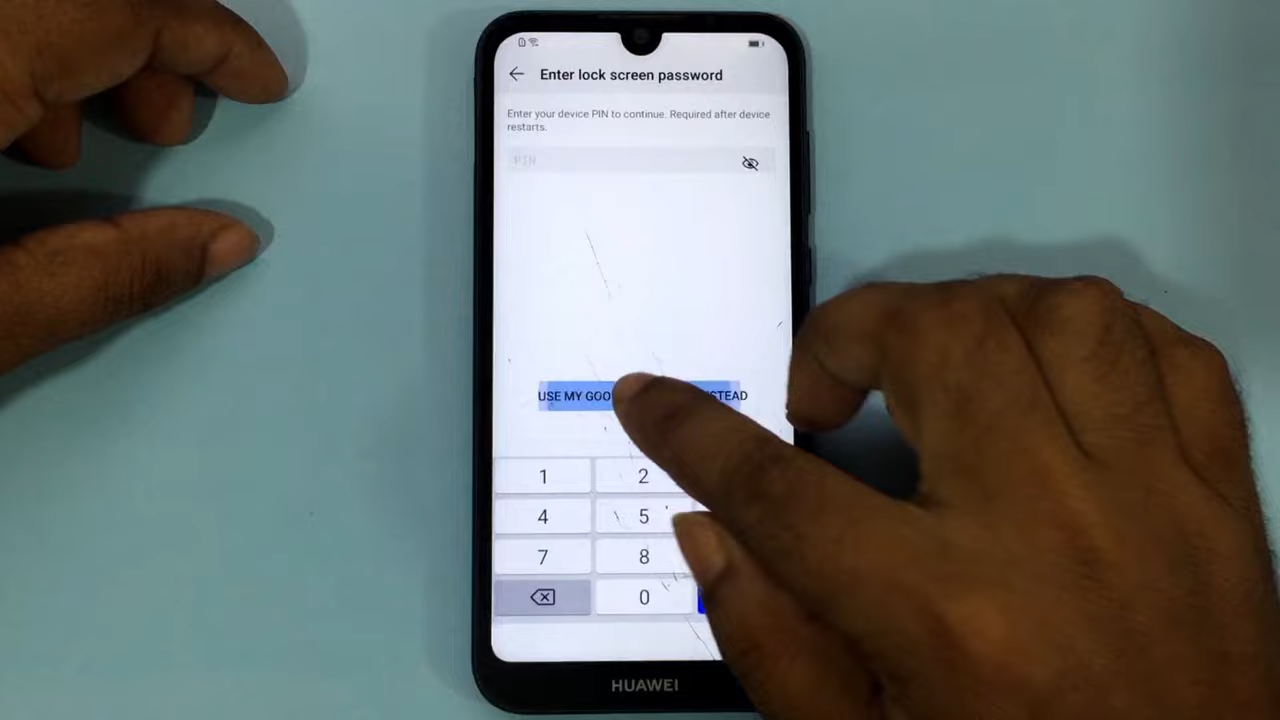 Enter lock screen password
Enter your device PIN to continue. Required after device
restarts.
PIN
USE MY GOO STEAD
1
2
4
5
7
8
0
HUAWEI